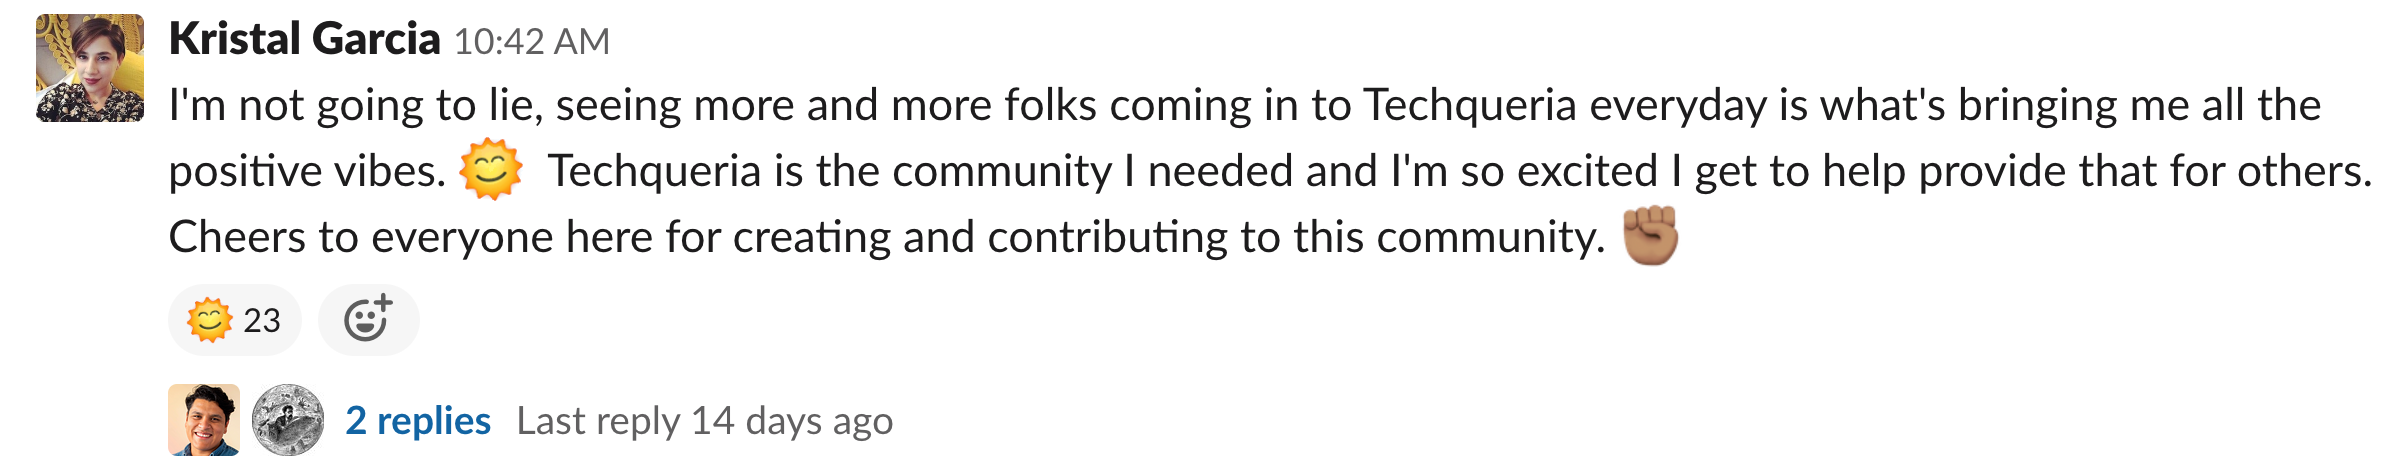 Kristal Garcia 10:42 AM
I'm not going to lie, seeing more and more folks coming in to Techqueria everyday is what's bringing me all the
positive vibes. 😊 Techqueria is the community I needed and I'm so excited I get to help provide that for others.
Cheers to everyone here for creating and contributing to this community. ✊🏽
23
2 replies Last reply 14 days ago